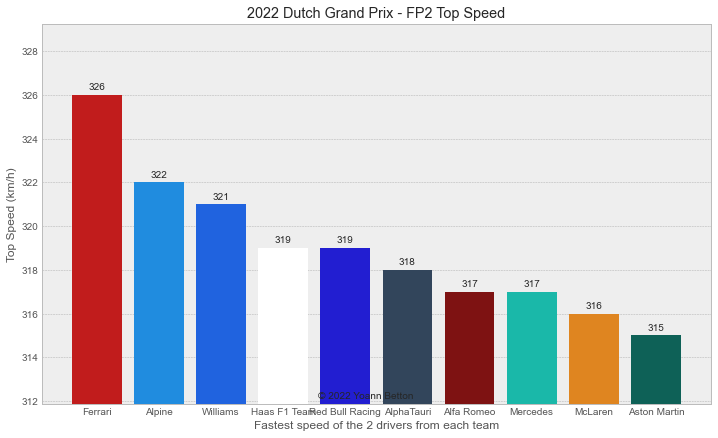 2022 Dutch Grand Prix - FP2 Top Speed
Top Speed (km/h)
328
326
324
322
320
318
316
314
312
326
322
321
319
319
318
317
317
316
315
© 2022 Yoann Betton
Ferrari
Alpine
Williams
Haas F1 Team
Red Bull Racing
AlphaTauri
Alfa Romeo
Mercedes
McLaren
Aston Martin
Fastest speed of the 2 drivers from each team